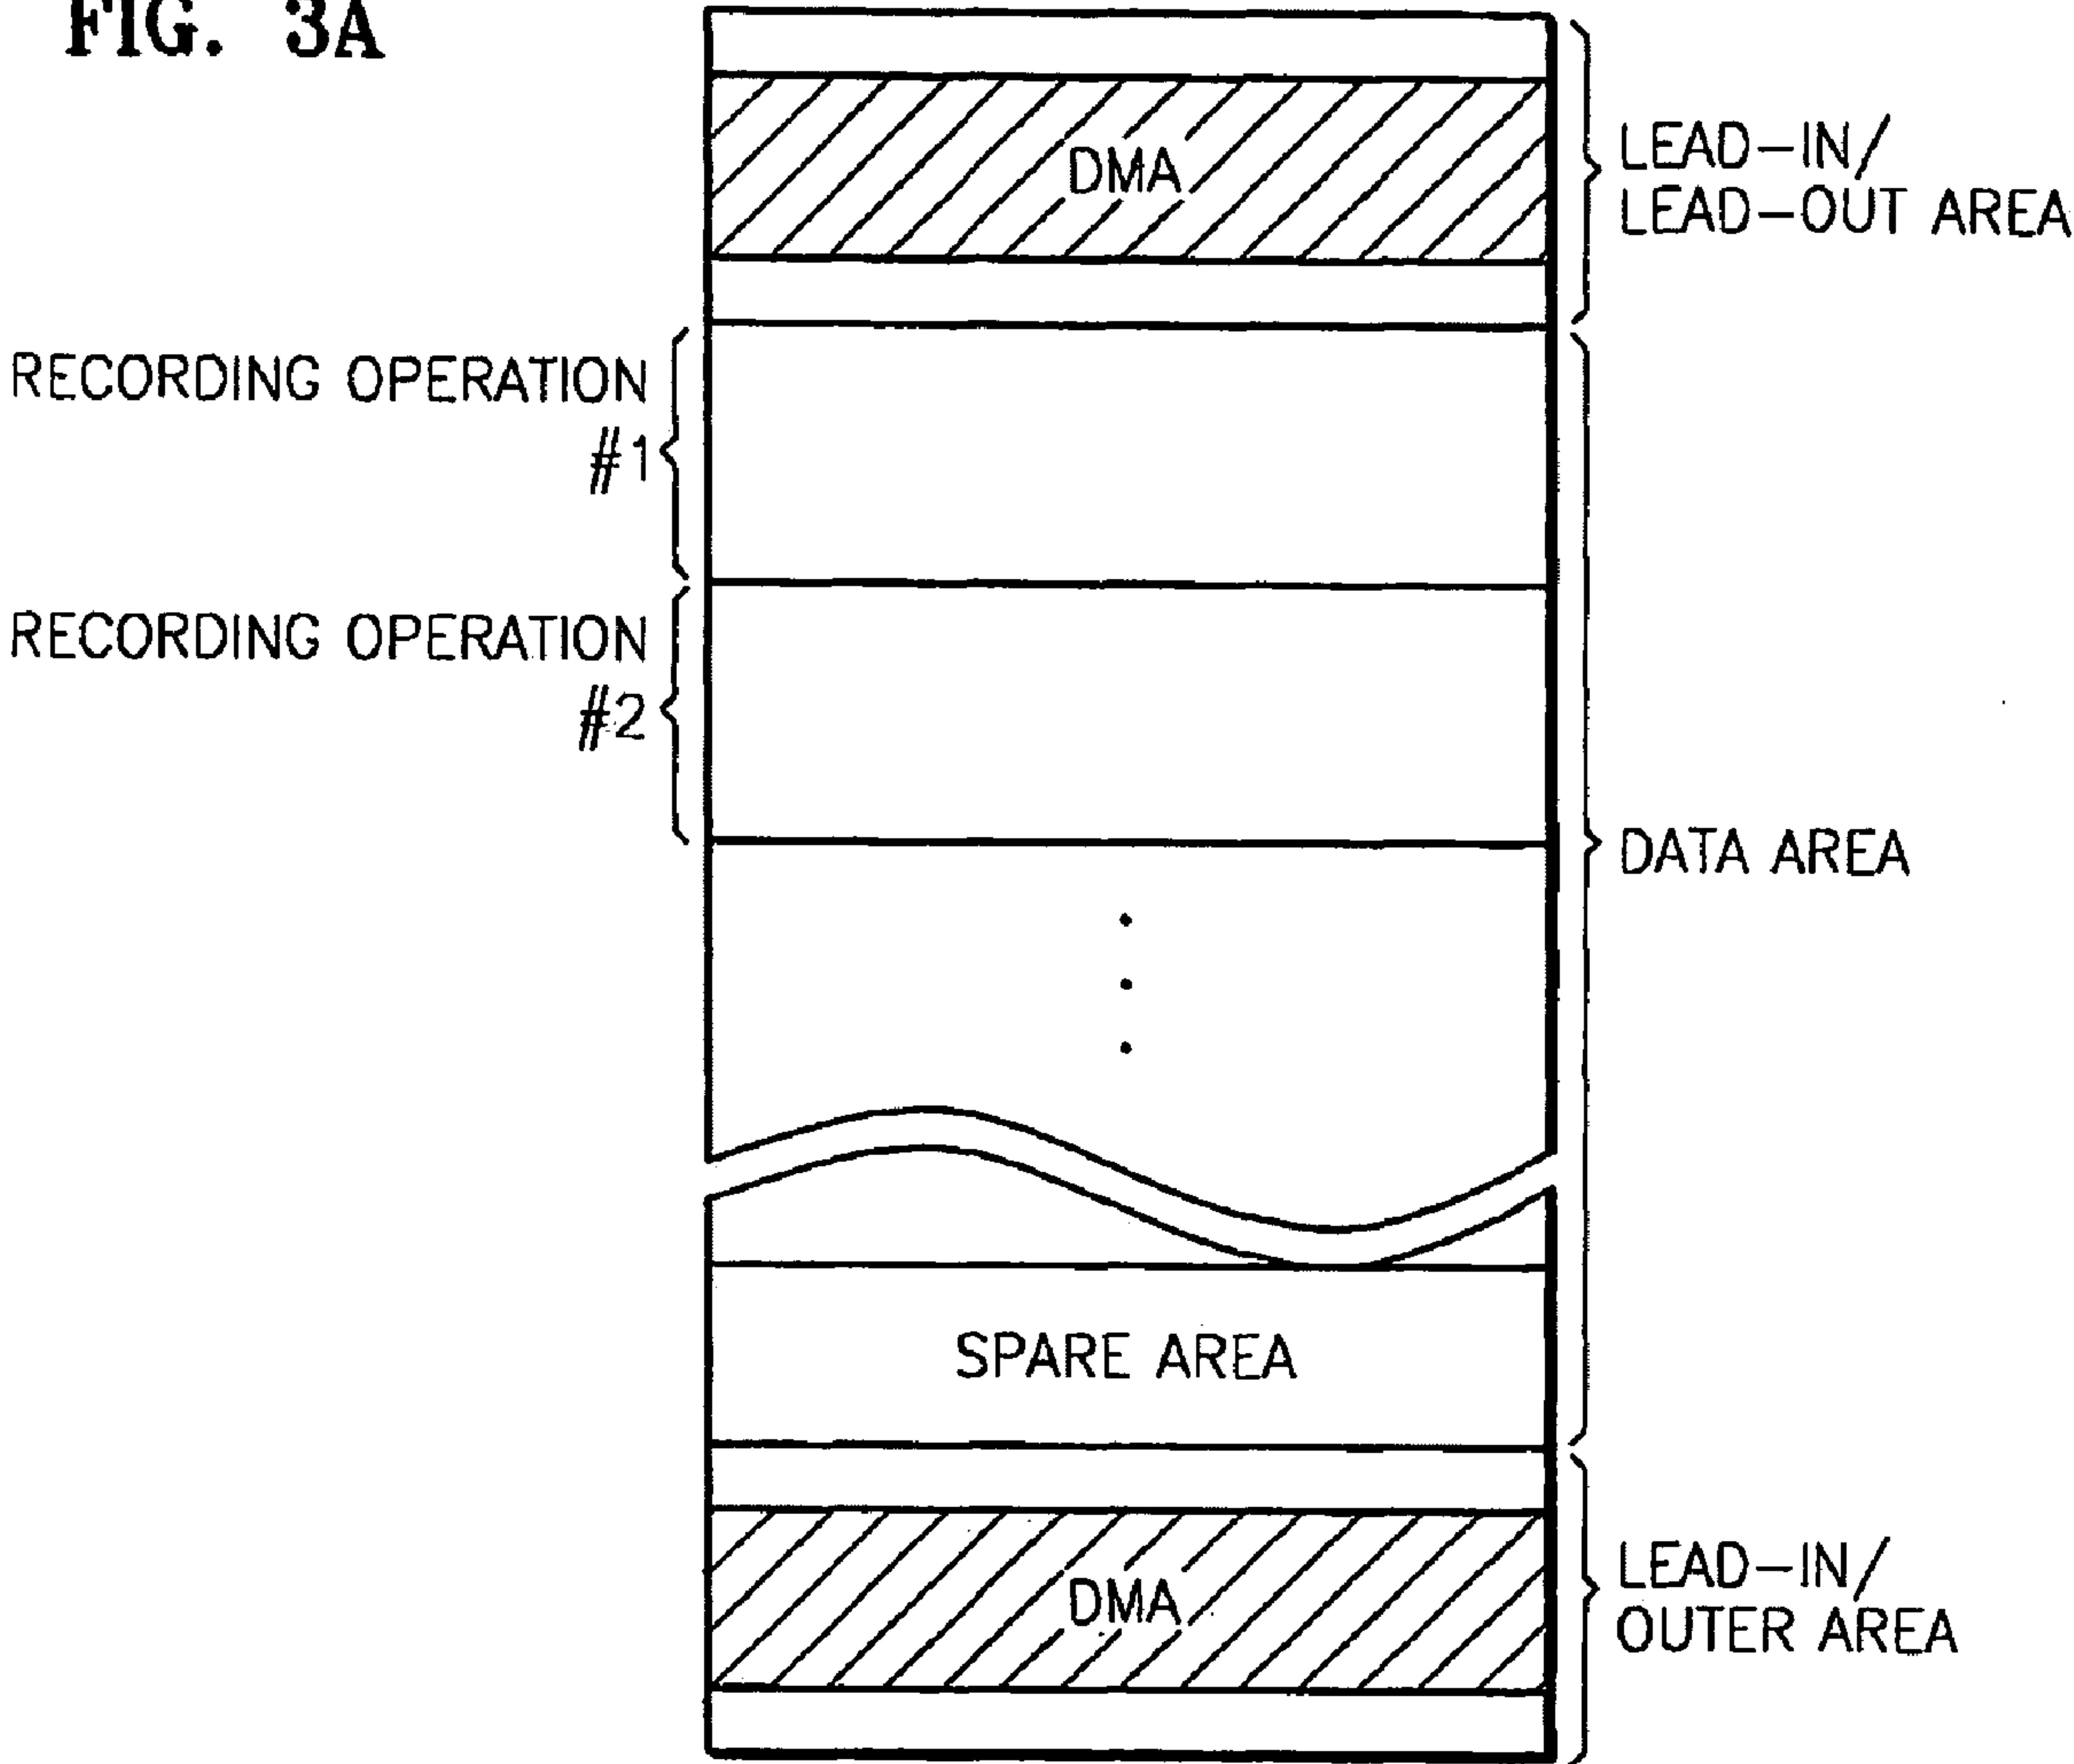 FIG. 3A
DMA
LEAD-IN/
LEAD-OUT AREA
RECORDING OPERATION
#1
RECORDING OPERATION
#2
DATA AREA
SPARE AREA
DMA
LEAD-IN/
OUTER AREA